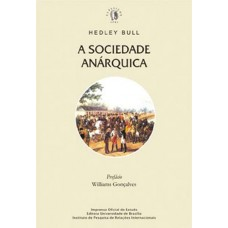 HEDLEY BULL
A SOCIEDADE
ANÁRQUICA
Prefácio
Williams Gonçalves
Imprensa Oficial do Estado
Editora Universidade de Brasília
Instituto de Pesquisa de Relações Internacionais